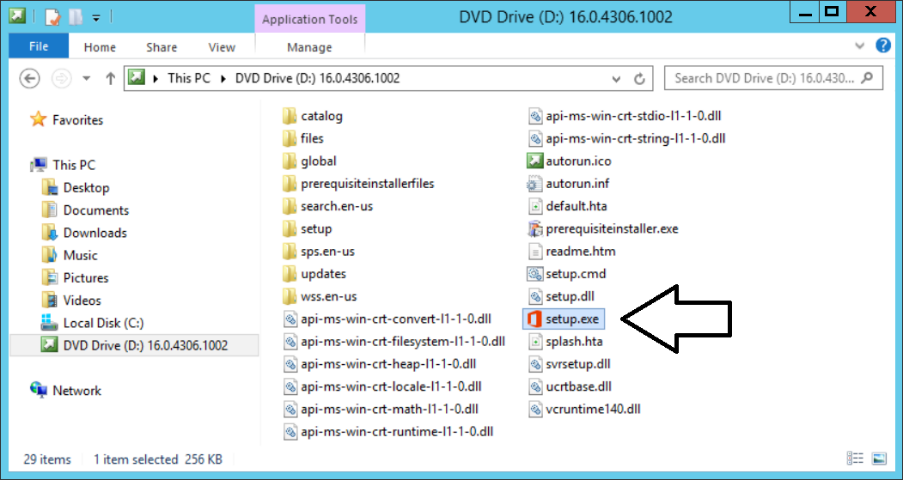 Application Tools
DVD Drive (D:) 16.0.4306.1002
File
Home
Share
View
Manage
This PC
DVD Drive (D:) 16.0.4306.1002
Search DVD Drive (D:) 16.0.430...
Favorites
This PC
Desktop
Documents
Downloads
Music
Pictures
Videos
Local Disk (C:)
DVD Drive (D:) 16.0.4306.1002
Network
catalog
files
global
prerequisiteinstallerfiles
search.en-us
setup
sps.en-us
updates
wss.en-us
api-ms-win-crt-convert-l1-1-0.dll
api-ms-win-crt-filesystem-l1-1-0.dll
api-ms-win-crt-heap-l1-1-0.dll
api-ms-win-crt-locale-l1-1-0.dll
api-ms-win-crt-math-l1-1-0.dll
api-ms-win-crt-runtime-l1-1-0.dll
api-ms-win-crt-stdio-l1-1-0.dll
api-ms-win-crt-string-l1-1-0.dll
autorun.ico
autorun.inf
default.hta
prerequisiteinstaller.exe
readme.htm
setup.cmd
setup.dll
setup.exe
splash.hta
svrsetup.dll
ucrtbase.dll
vcruntime140.dll
29 items
1 item selected 256 KB